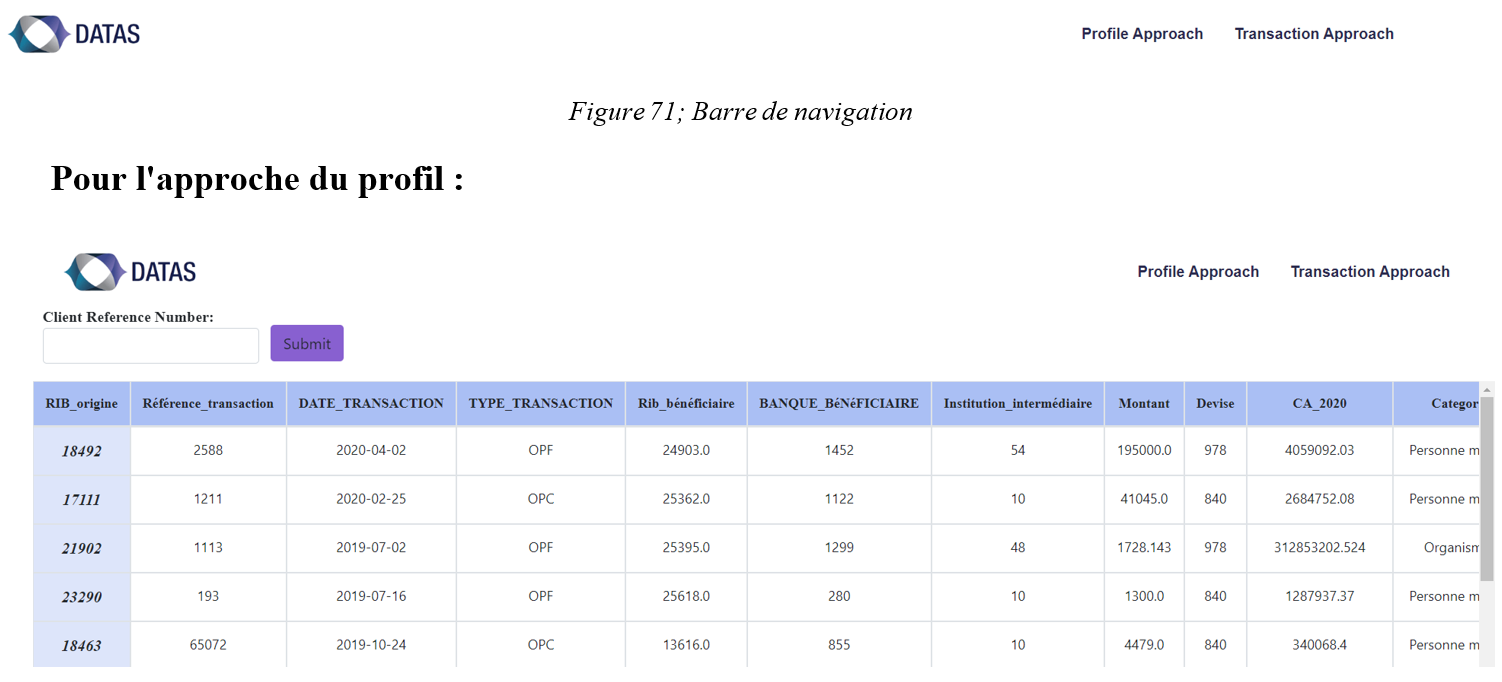 DATAS Profile Approach Transaction Approach
Figure 71; Barre de navigation
Pour l'approche du profil :
DATAS Profile Approach Transaction Approach
Client Reference Number:
Submit
RIB_origine Référence_transaction DATE_TRANSACTION TYPE_TRANSACTION Rib_bénéficiaire BANQUE_BéNéFICIAIRE Institution_intermédiaire Montant Devise CA_2020 Categor
18492 2588 2020-04-02 OPF 24903.0 1452 54 195000.0 978 4059092.03 Personne m
17111 1211 2020-02-25 OPC 25362.0 1122 10 41045.0 840 2684752.08 Personne m
21902 1113 2019-07-02 OPF 25395.0 1299 48 1728.143 978 312853202.524 Organism
23290 193 2019-07-16 OPF 25618.0 280 10 1300.0 840 1287937.37 Personne m
18463 65072 2019-10-24 OPC 13616.0 855 10 4479.0 840 340068.4 Personne m